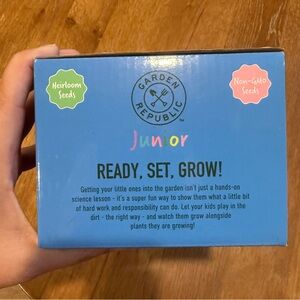 Heirloom
Seeds
GARDEN
REPUBLIC
Non-GMO
Seeds
Junior
READY, SET, GROW!
Getting your little ones into the garden isn't just a hands-on
science lesson - it's a super fun way to show them what a little bit
of hard work and responsibility can do. Let your kids play in the
dirt - the right way - and watch them grow alongside
plants they are growing!